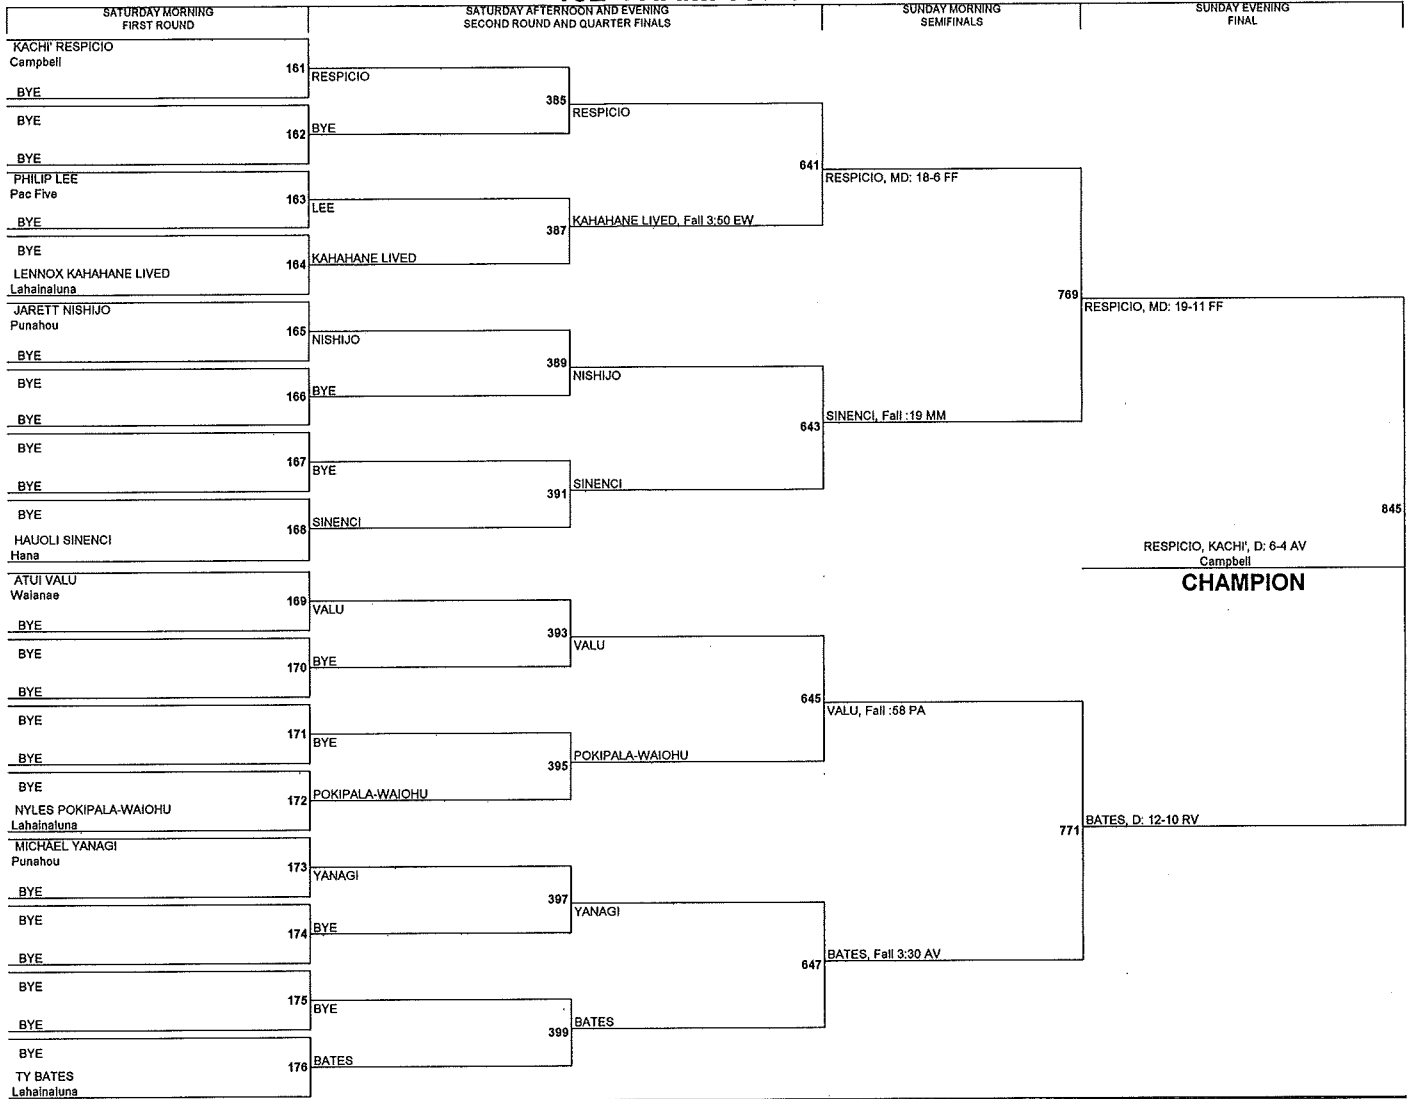 SATURDAY MORNING
FIRST ROUND
SATURDAY AFTERNOON AND EVENING
SECOND ROUND AND QUARTER FINALS
SUNDAY MORNING
SEMIFINALS
SUNDAY EVENING
FINAL
KACHI' RESPICIO
Campbell
BYE
161
BYE
BYE
162
PHILIP LEE
Pac Five
BYE
163
BYE
LENNOX KAHAHANE LIVED
Lahainaluna
164
JARETT NISHIJO
Punahou
BYE
165
BYE
BYE
166
BYE
BYE
167
BYE
HAUOLI SINENCI
Hana
168
ATUI VALU
Waianae
BYE
169
BYE
BYE
170
BYE
BYE
171
BYE
NYLES POKIPALA-WAIOHU
Lahainaluna
172
MICHAEL YANAGI
Punahou
BYE
173
BYE
BYE
174
BYE
BYE
175
BYE
TY BATES
Lahainaluna
176
RESPICIO
385
BYE
LEE
387
KAHAHANE LIVED
NISHIJO
389
BYE
BYE
391
SINENCI
VALU
393
BYE
BYE
395
POKIPALA-WAIOHU
YANAGI
397
BYE
BYE
399
BATES
RESPICIO
641
KAHAHANE LIVED, Fall 3:50 EW
NISHIJO
643
SINENCI
VALU
645
POKIPALA-WAIOHU
YANAGI
647
BATES
RESPICIO, MD: 18-6 FF
769
SINENCI, Fall :19 MM
VALU, Fall :58 PA
771
BATES, Fall 3:30 AV
RESPICIO, MD: 19-11 FF
845
RESPICIO, KACHI', D: 6-4 AV
Campbell
CHAMPION
BATES, D: 12-10 RV